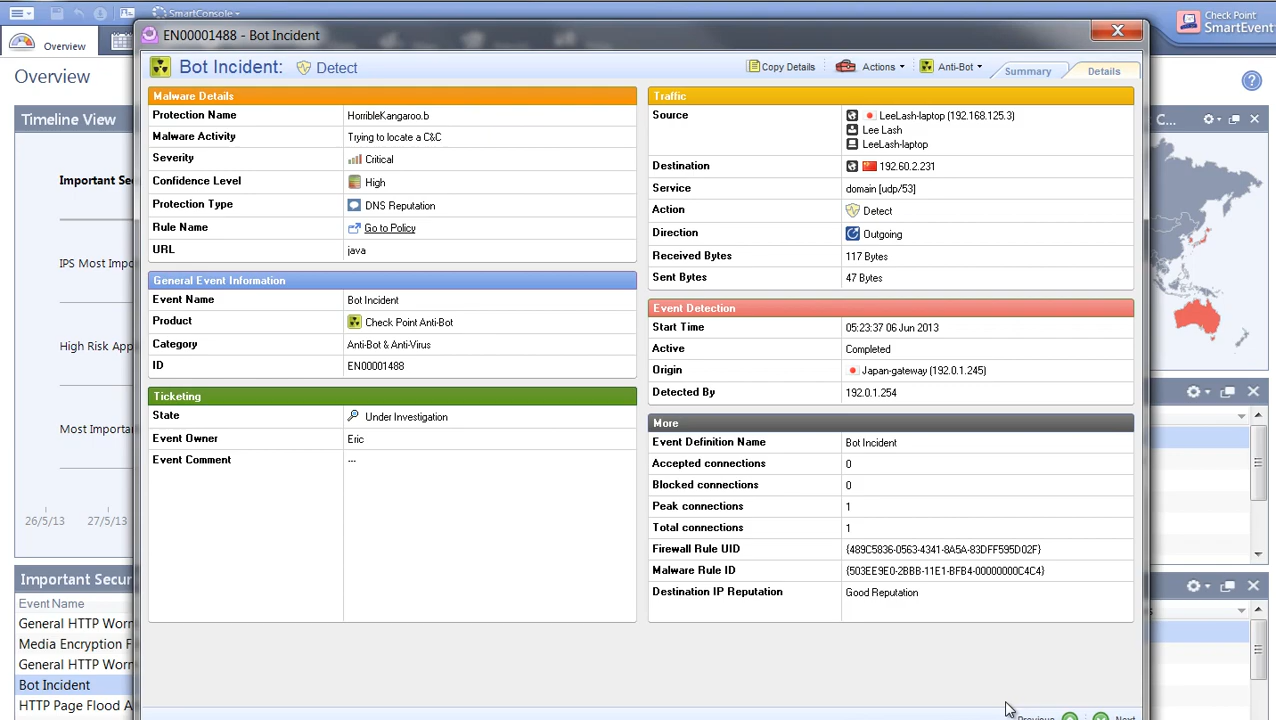 SmartConsole
Check Point
SmartEvent
Overview
EN00001488 - Bot Incident
Overview
Bot Incident: Detect
Copy Details
Actions
Anti-Bot
Summary
Details
Timeline View
Important Sec
IPS Most Impo
High Risk App
Most Importa
26/5/13 27/5/13
Malware Details
Protection Name HorribleKangaroo.b
Malware Activity Trying to locate a C&C
Severity Critical
Confidence Level High
Protection Type DNS Reputation
Rule Name Go to Policy
URL java
General Event Information
Event Name Bot Incident
Product Check Point Anti-Bot
Category Anti-Bot & Anti-Virus
ID EN00001488
Ticketing
State Under Investigation
Event Owner Eric
Event Comment ---
Traffic
Source LeeLash-laptop (192.168.125.3)
Lee Lash
LeeLash-laptop
Destination 192.60.2.231
Service domain [udp/53]
Action Detect
Direction Outgoing
Received Bytes 117 Bytes
Sent Bytes 47 Bytes
Event Detection
Start Time 05:23:37 06 Jun 2013
Active Completed
Origin Japan-gateway (192.0.1.245)
Detected By 192.0.1.254
More
Event Definition Name Bot Incident
Accepted connections 0
Blocked connections 0
Peak connections 1
Total connections 1
Firewall Rule UID {489C5836-0563-4341-8A5A-83DFF595D02F}
Malware Rule ID {503EE9E0-2BBB-11E1-BFB4-00000000C4C4}
Destination IP Reputation Good Reputation
C...
Important Secur
Event Name
General HTTP Worm
Media Encryption F
General HTTP Worm
Bot Incident
HTTP Page Flood A
Previous
Next